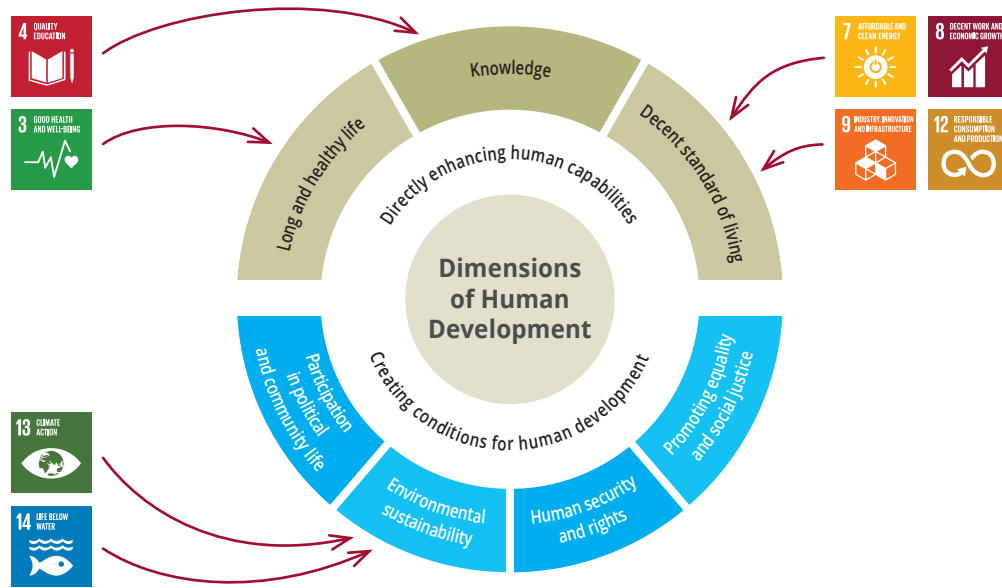 4 QUALITY
EDUCATION
3 GOOD HEALTH
AND WELL-BEING
7 AFFORDABLE AND
CLEAN ENERGY
8 DECENT WORK AND
ECONOMIC GROWTH
9 INDUSTRY, INNOVATION
AND INFRASTRUCTURE
12 RESPONSIBLE
CONSUMPTION
AND PRODUCTION
Long and healthy life
Knowledge
Decent standard of living
Directly enhancing human capabilities
Dimensions
of Human
Development
Creating conditions for human development
Participation
in political
and community life
Environmental
sustainability
Human security
and rights
Promoting equality
and social justice
13 CLIMATE
ACTION
14 LIFE BELOW
WATER